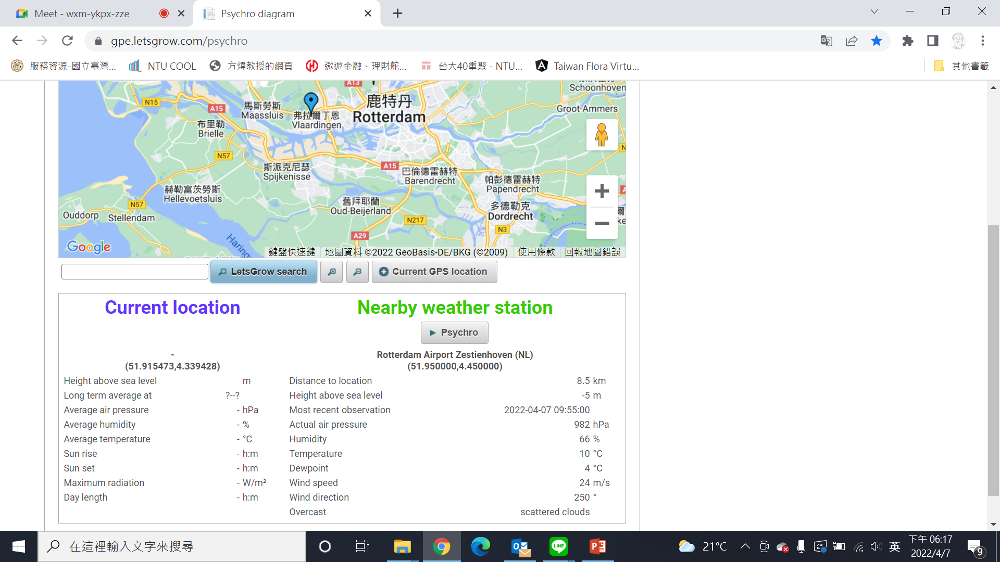 Meet - wxm-ykpx-zze
Psychro diagram
gpe.letsgrow.com/psychro
服務資源-國立臺灣...
NTU COOL
方煒教授的網頁
遨遊金融、理財舵...
台大40重聚 - NTU...
Taiwan Flora Virtu...
其他書籤
A13
Schoonhoven
N15
A15
馬斯勞斯
Maassluis
弗拉爾丁恩
Vlaardingen
鹿特丹
Rotterdam
Groot-Ammers
布里勒
Brielle
N57
斯派克尼瑟
Spijkenisse
A15
巴倫德雷赫特
Barendrecht
帕彭德雷赫特
Papendrecht
赫勒富茨勞斯
Hellevoetsluis
N57
舊拜耶蘭
Oud-Beijerland
多德勒克
Dordrecht
Ouddorp
Stellendam
N217
N3
A29
Haring
Google
鍵盤快速鍵
地圖資料 ©2022 GeoBasis-DE/BKG (©2009)
使用條款
回報地圖錯誤
LetsGrow search
Current GPS location
Current location
Nearby weather station
Psychro
-
(51.915473,4.339428)
Rotterdam Airport Zestienhoven (NL)
(51.950000,4.450000)
Height above sea level m
Distance to location 8.5 km
Long term average at ?--?
Height above sea level -5 m
Average air pressure - hPa
Most recent observation 2022-04-07 09:55:00
Average humidity - %
Actual air pressure 982 hPa
Average temperature - °C
Humidity 66 %
Sun rise - h:m
Temperature 10 °C
Sun set - h:m
Dewpoint 4 °C
Maximum radiation - W/m²
Wind speed 24 m/s
Day length - h:m
Wind direction 250 °
Overcast scattered clouds
在這裡輸入文字來搜尋
LINE
21°C
英
下午 06:17
2022/4/7
9